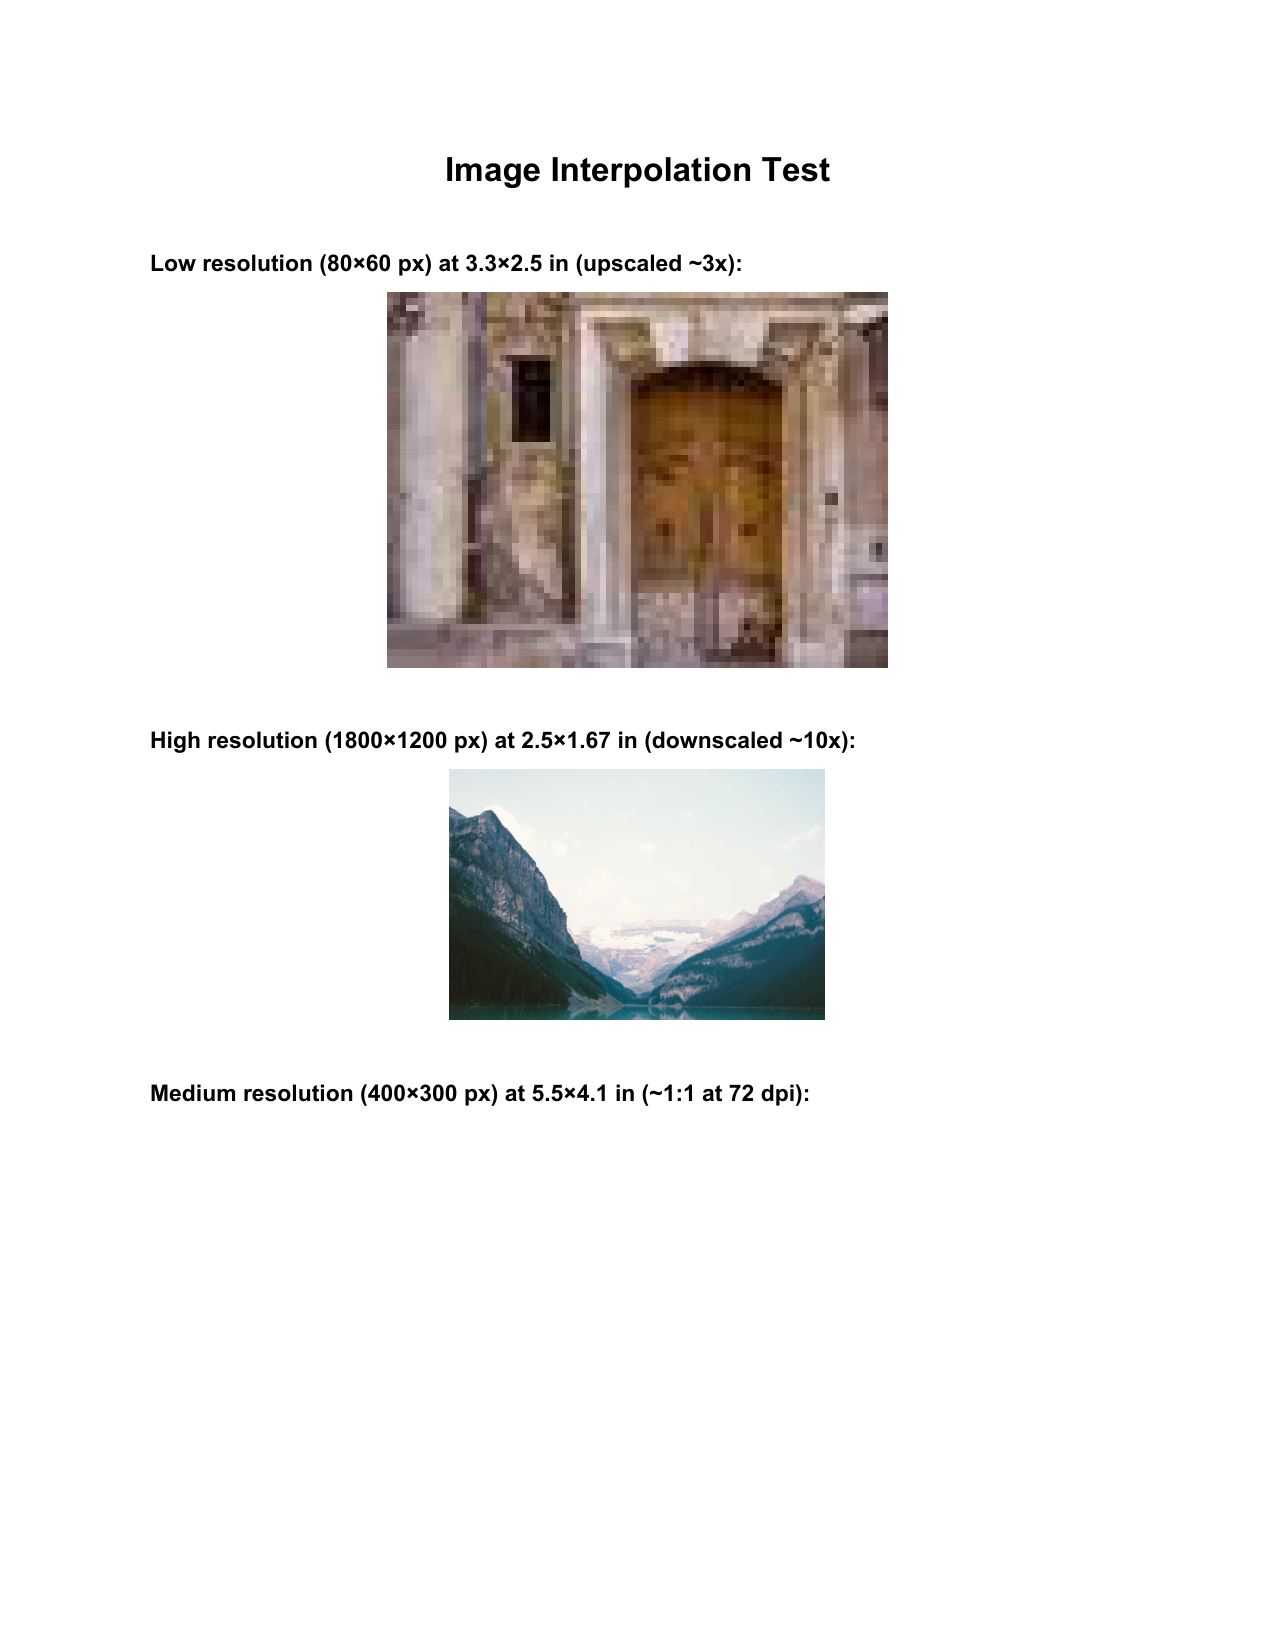 Image Interpolation Test
Low resolution (80×60 px) at 3.3×2.5 in (upscaled ~3x):
High resolution (1800×1200 px) at 2.5×1.67 in (downscaled ~10x):
Medium resolution (400×300 px) at 5.5×4.1 in (~1:1 at 72 dpi):